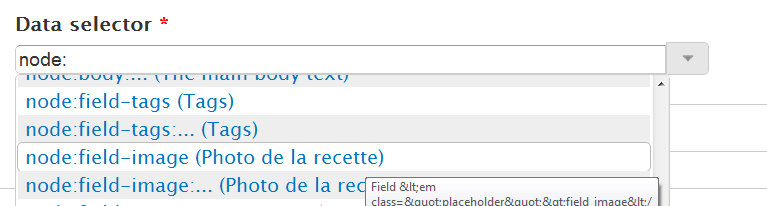 Data selector *
node:
node:body:... (The main body text)
node:field-tags (Tags)
node:field-tags:... (Tags)
node:field-image (Photo de la recette)
node:field-image:... (Photo de la rec
Field &lt;em
class=&quot;placeholder&quot;&gt;field_image&lt;/